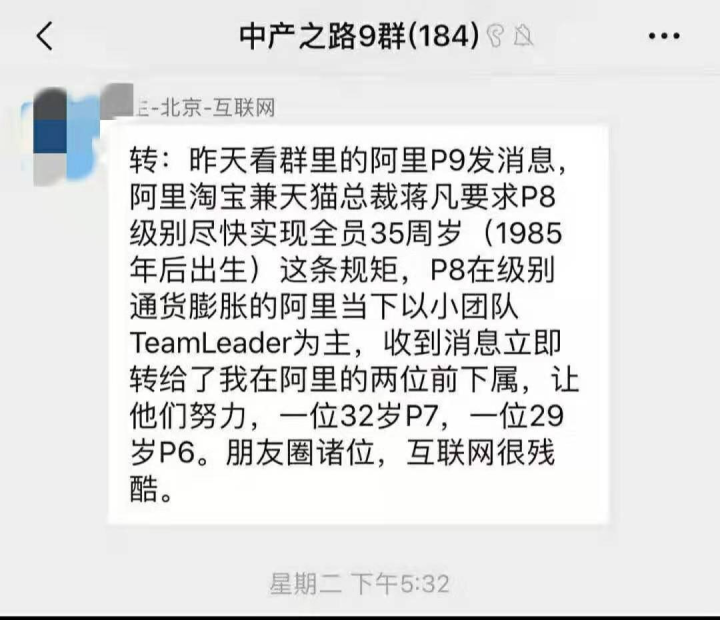 中产之路9群(184)
-北京-互联网
转：昨天看群里的阿里P9发消息，
阿里淘宝兼天猫总裁蒋凡要求P8
级别尽快实现全员35周岁（1985
年后出生）这条规矩，P8在级别
通货膨胀的阿里当下以小团队
TeamLeader为主，收到消息立即
转给了我在阿里的两位前下属，让
他们努力，一位32岁P7，一位29
岁P6。朋友圈诸位，互联网很残
酷。
星期二 下午5:32